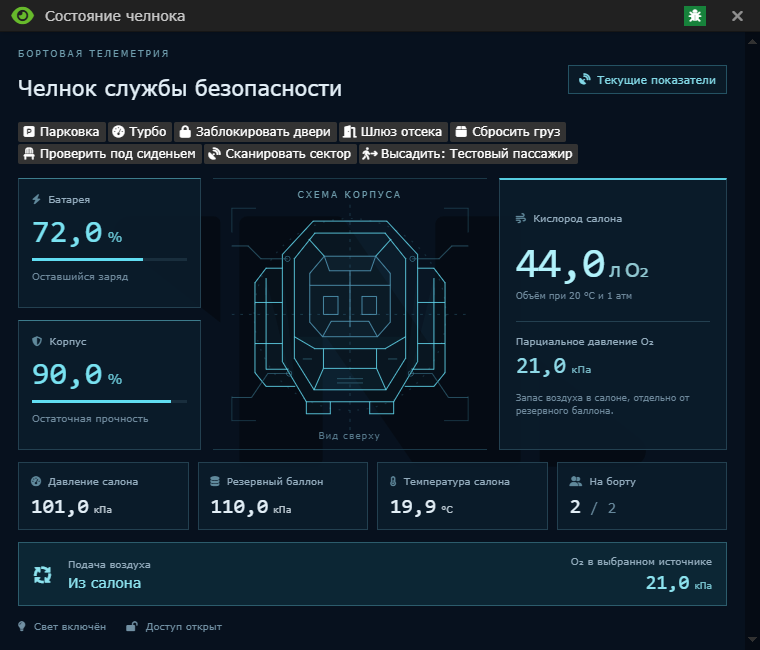 Состояние челнока
БОРТОВАЯ ТЕЛЕМЕТРИЯ
Челнок службы безопасности
Текущие показатели
Парковка Турбо Заблокировать двери Шлюз отсека Сбросить груз
Проверить под сиденьем Сканировать сектор Высадить: Тестовый пассажир
Батарея
72,0 %
Оставшийся заряд
Корпус
90,0 %
Остаточная прочность
СХЕМА КОРПУСА
Вид сверху
Кислород салона
44,0 л O₂
Объём при 20 °C и 1 атм
Парциальное давление O₂
21,0 кПа
Запас воздуха в салоне, отдельно от
резервного баллона.
Давление салона
101,0 кПа
Резервный баллон
110,0 кПа
Температура салона
19,9 °C
На борту
2 / 2
Подача воздуха
Из салона
O₂ в выбранном источнике
21,0 кПа
Свет включён Доступ открыт